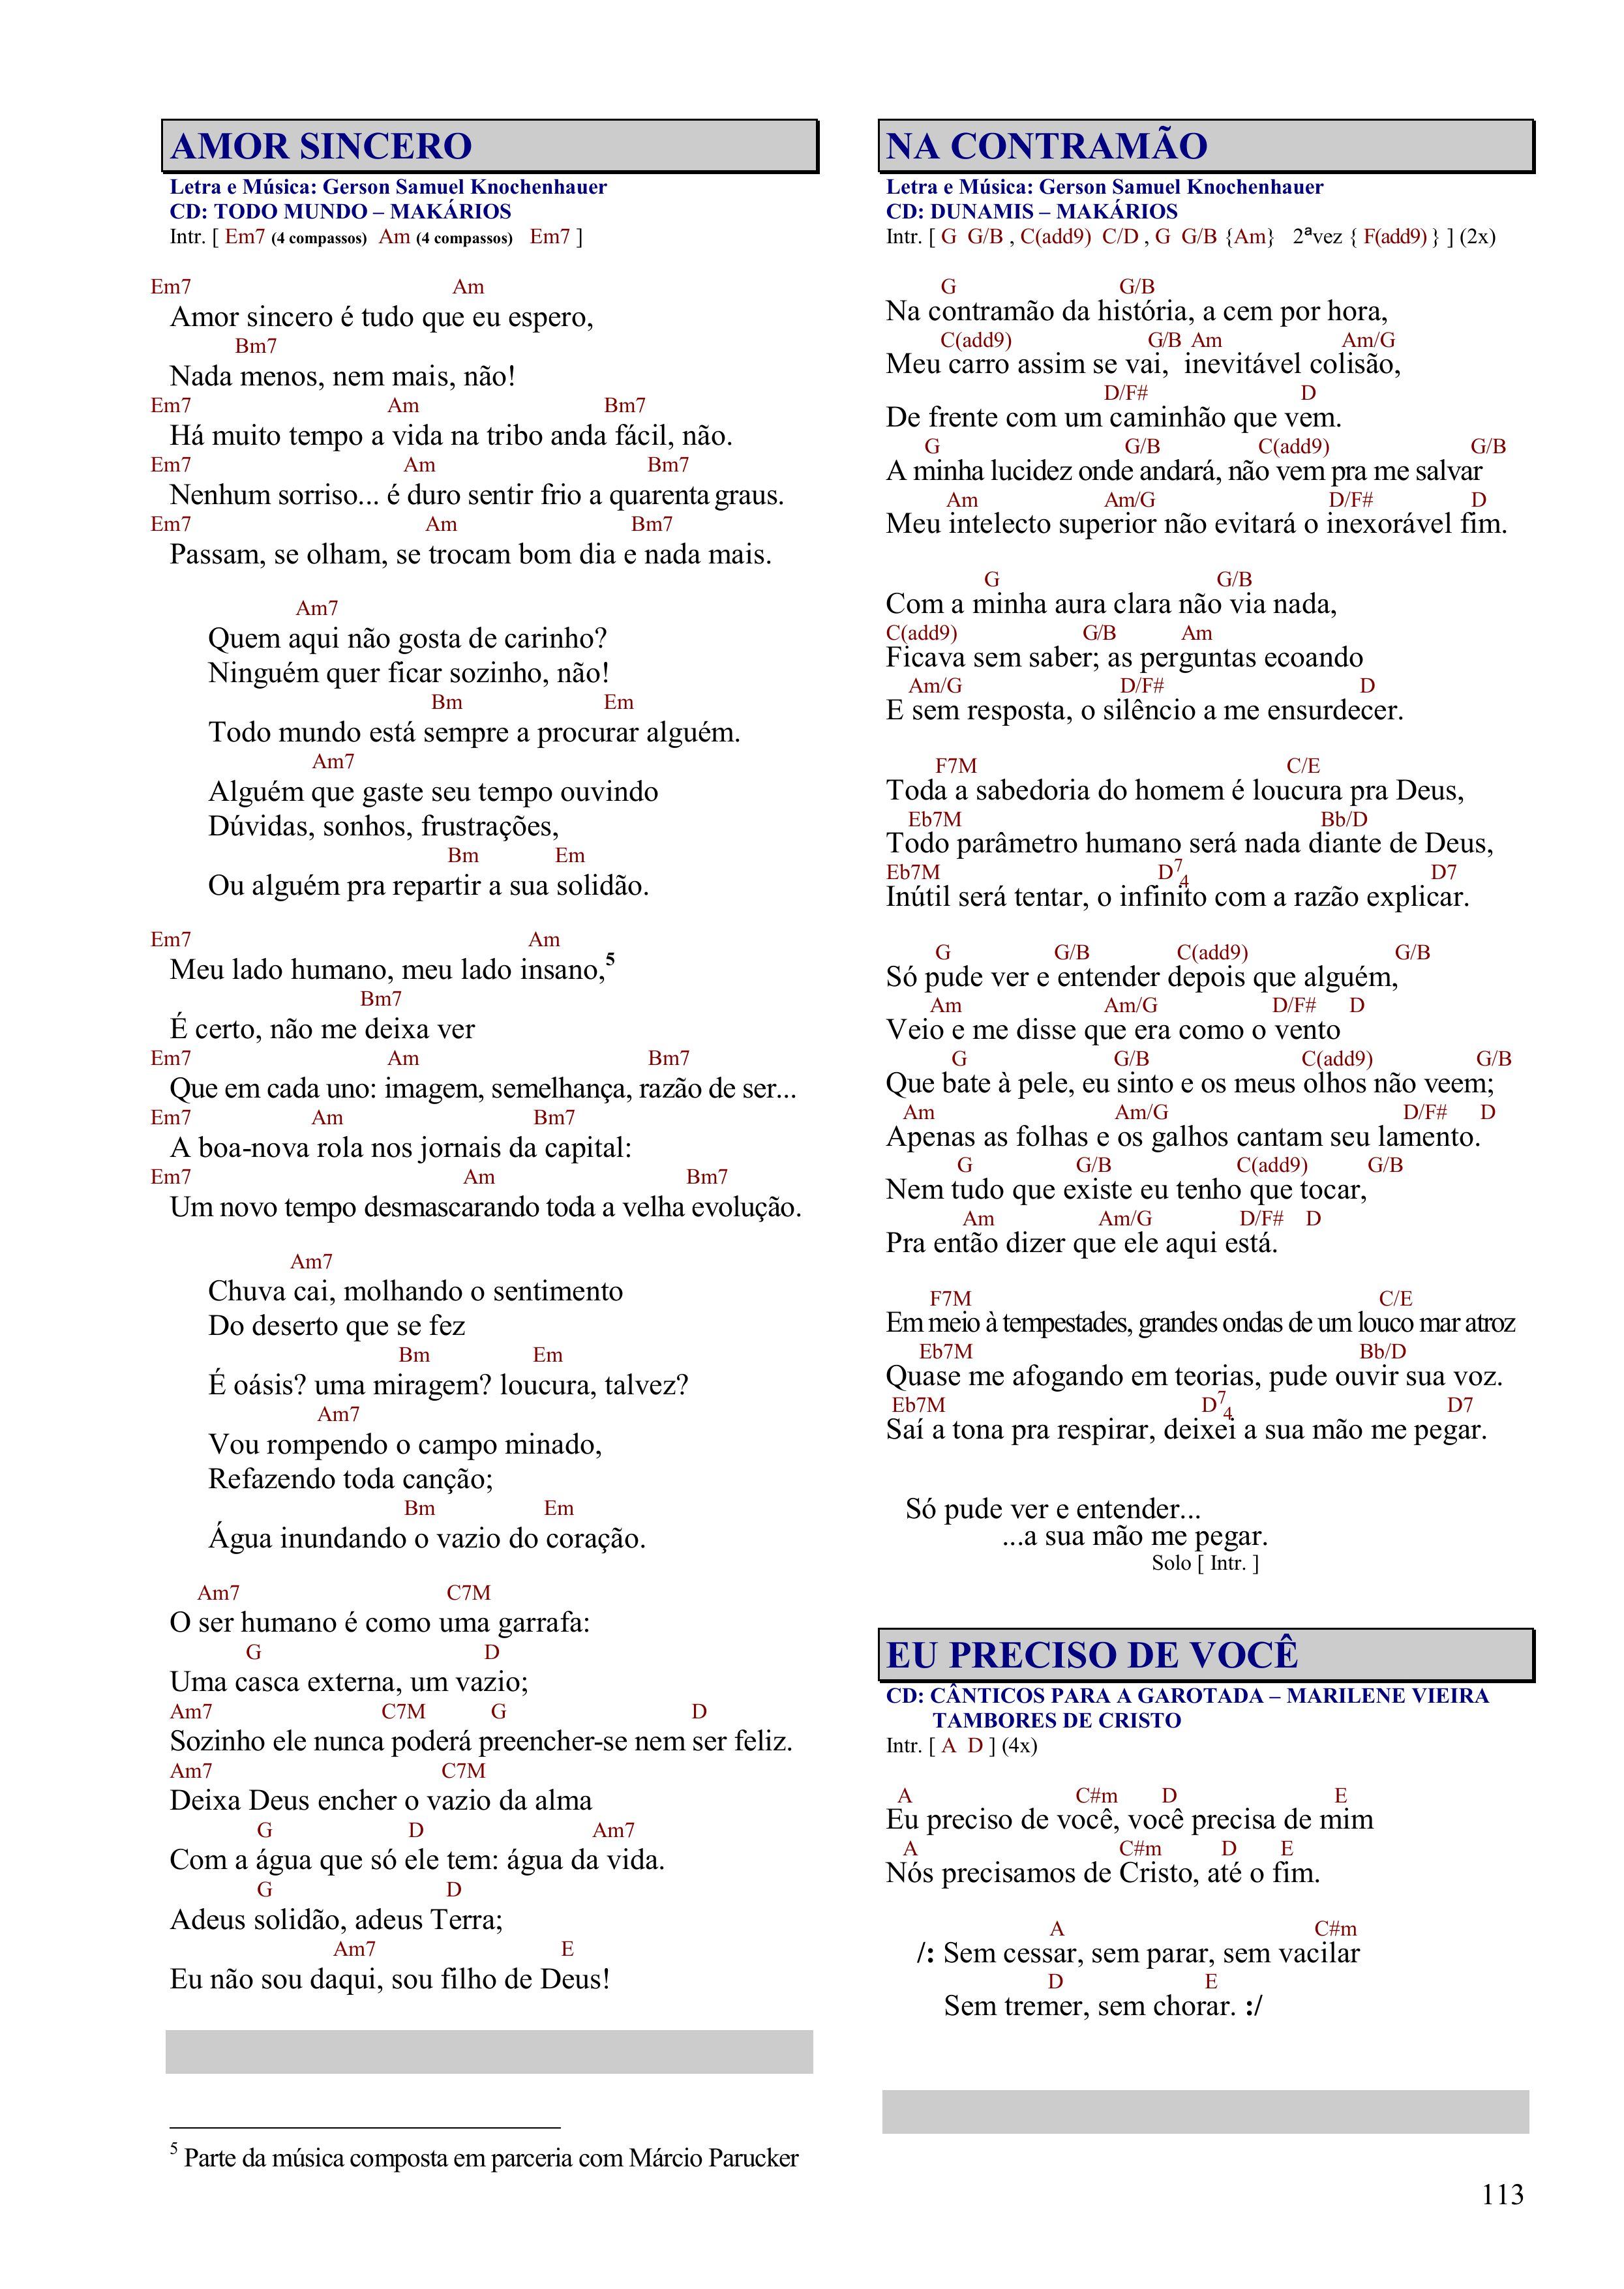 AMOR SINCERO
Letra e Música: Gerson Samuel Knochenhauer
CD: TODO MUNDO – MAKÁRIOS
Intr. [ Em7 (4 compassos) Am (4 compassos) Em7 ]
Em7 Am
Amor sincero é tudo que eu espero,
Bm7
Nada menos, nem mais, não!
Em7 Am Bm7
Há muito tempo a vida na tribo anda fácil, não.
Em7 Am Bm7
Nenhum sorriso... é duro sentir frio a quarenta graus.
Em7 Am Bm7
Passam, se olham, se trocam bom dia e nada mais.
Am7
Quem aqui não gosta de carinho?
Ninguém quer ficar sozinho, não!
Bm Em
Todo mundo está sempre a procurar alguém.
Am7
Alguém que gaste seu tempo ouvindo
Dúvidas, sonhos, frustrações,
Bm Em
Ou alguém pra repartir a sua solidão.
Em7 Am
Meu lado humano, meu lado insano,5
Bm7
É certo, não me deixa ver
Em7 Am Bm7
Que em cada uno: imagem, semelhança, razão de ser...
Em7 Am Bm7
A boa-nova rola nos jornais da capital:
Em7 Am Bm7
Um novo tempo desmascarando toda a velha evolução.
Am7
Chuva cai, molhando o sentimento
Do deserto que se fez
Bm Em
É oásis? uma miragem? loucura, talvez?
Am7
Vou rompendo o campo minado,
Refazendo toda canção;
Bm Em
Água inundando o vazio do coração.
Am7 C7M
O ser humano é como uma garrafa:
G D
Uma casca externa, um vazio;
Am7 C7M G D
Sozinho ele nunca poderá preencher-se nem ser feliz.
Am7 C7M
Deixa Deus encher o vazio da alma
G D Am7
Com a água que só ele tem: água da vida.
G D
Adeus solidão, adeus Terra;
Am7 E
Eu não sou daqui, sou filho de Deus!
5 Parte da música composta em parceria com Márcio Parucker
NA CONTRAMÃO
Letra e Música: Gerson Samuel Knochenhauer
CD: DUNAMIS – MAKÁRIOS
Intr. [ G G/B , C(add9) C/D , G G/B {Am} 2ªvez { F(add9) } ] (2x)
G G/B
Na contramão da história, a cem por hora,
C(add9) G/B Am Am/G
Meu carro assim se vai, inevitável colisão,
D/F# D
De frente com um caminhão que vem.
G G/B C(add9) G/B
A minha lucidez onde andará, não vem pra me salvar
Am Am/G D/F# D
Meu intelecto superior não evitará o inexorável fim.
G G/B
Com a minha aura clara não via nada,
C(add9) G/B Am
Ficava sem saber; as perguntas ecoando
Am/G D/F# D
E sem resposta, o silêncio a me ensurdecer.
F7M C/E
Toda a sabedoria do homem é loucura pra Deus,
Eb7M Bb/D
Todo parâmetro humano será nada diante de Deus,
Eb7M D74 D7
Inútil será tentar, o infinito com a razão explicar.
G G/B C(add9) G/B
Só pude ver e entender depois que alguém,
Am Am/G D/F# D
Veio e me disse que era como o vento
G G/B C(add9) G/B
Que bate à pele, eu sinto e os meus olhos não veem;
Am Am/G D/F# D
Apenas as folhas e os galhos cantam seu lamento.
G G/B C(add9) G/B
Nem tudo que existe eu tenho que tocar,
Am Am/G D/F# D
Pra então dizer que ele aqui está.
F7M C/E
Em meio à tempestades, grandes ondas de um louco mar atroz
Eb7M Bb/D
Quase me afogando em teorias, pude ouvir sua voz.
Eb7M D74 D7
Saí a tona pra respirar, deixei a sua mão me pegar.
Só pude ver e entender...
...a sua mão me pegar.
Solo [ Intr. ]
EU PRECISO DE VOCÊ
CD: CÂNTICOS PARA A GAROTADA – MARILENE VIEIRA
TAMBORES DE CRISTO
Intr. [ A D ] (4x)
A C#m D E
Eu preciso de você, você precisa de mim
A C#m D E
Nós precisamos de Cristo, até o fim.
A C#m
/: Sem cessar, sem parar, sem vacilar
D E
Sem tremer, sem chorar. :/
113